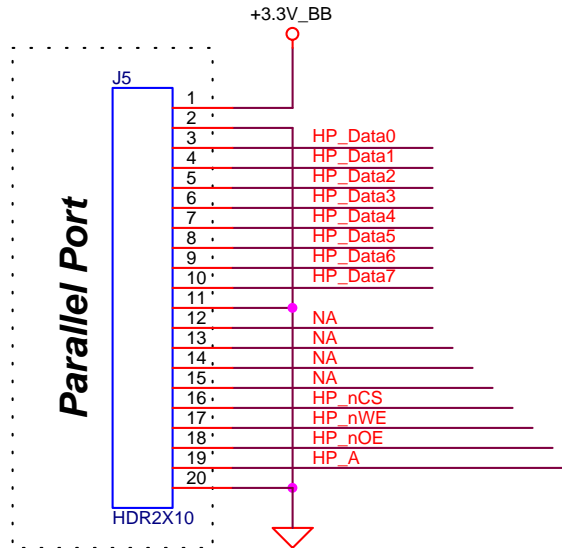 +3.3V_BB
J5
1
2
3 HP_Data0
4 HP_Data1
5 HP_Data2
6 HP_Data3
7 HP_Data4
8 HP_Data5
9 HP_Data6
10 HP_Data7
11
12 NA
13 NA
14 NA
15 NA
16 HP_nCS
17 HP_nWE
18 HP_nOE
19 HP_A
20
HDR2X10
Parallel Port